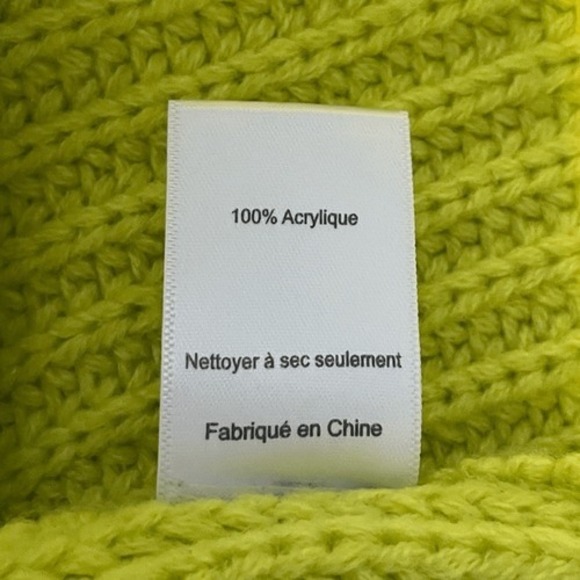 100% Acrylique
Nettoyer à sec seulement
Fabriqué en Chine